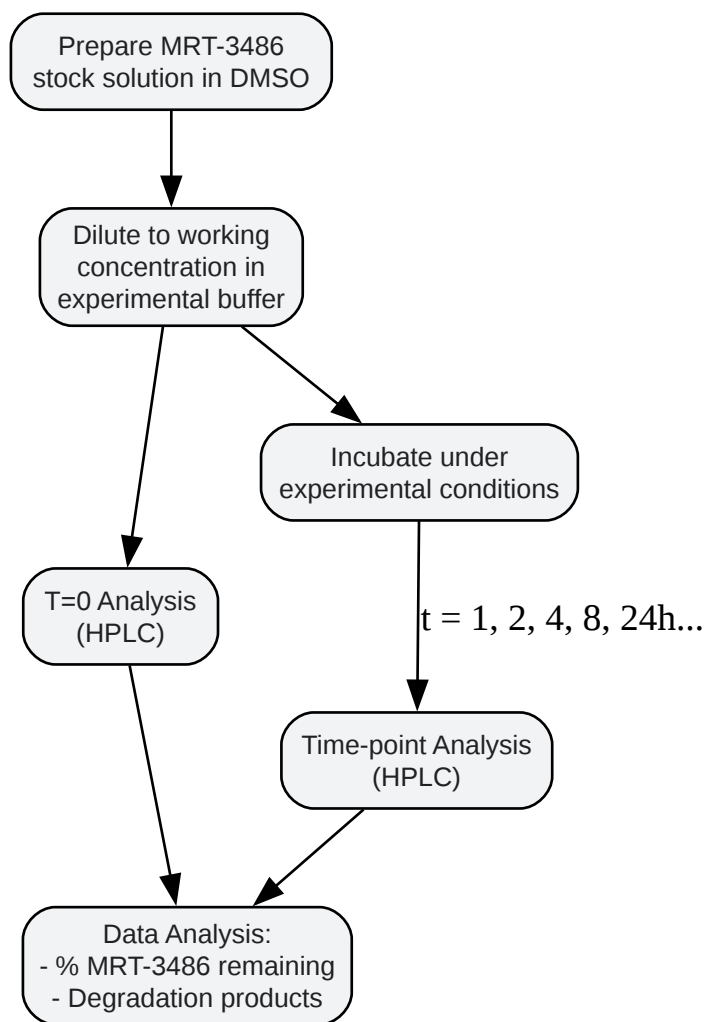 Prepare MRT-3486
stock solution in DMSO
Dilute to working
concentration in
experimental buffer
Incubate under
experimental conditions
T=0 Analysis
(HPLC)
t = 1, 2, 4, 8, 24h...
Time-point Analysis
(HPLC)
Data Analysis:
- % MRT-3486 remaining
- Degradation products